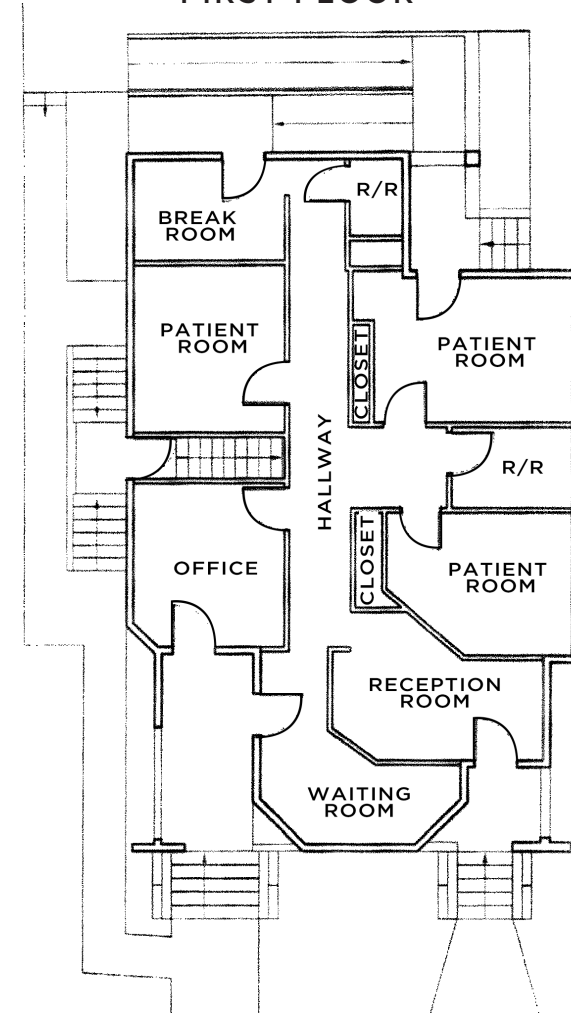 FIRST FLOOR
R/R
BREAK
ROOM
PATIENT
ROOM
PATIENT
ROOM
CLOSET
HALLWAY
R/R
CLOSET
OFFICE
PATIENT
ROOM
RECEPTION
ROOM
WAITING
ROOM